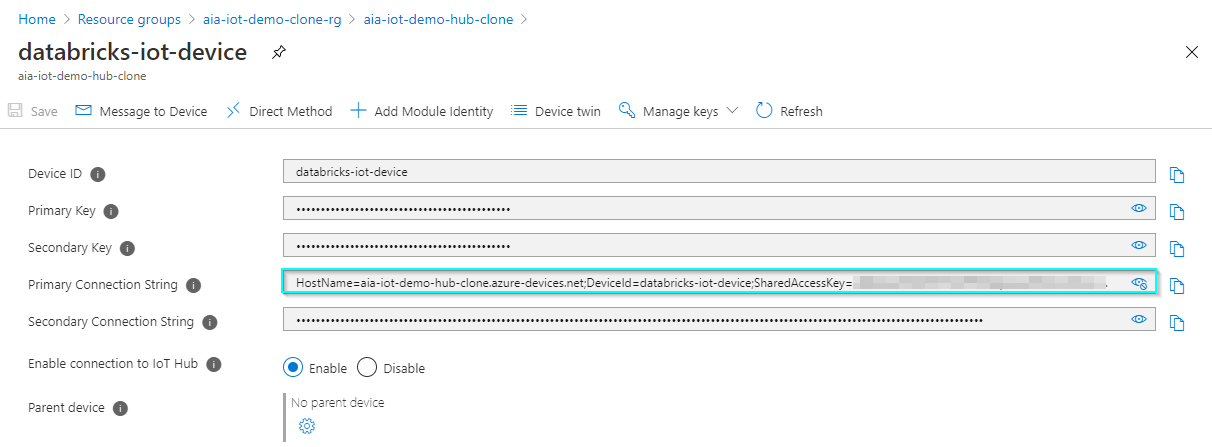 Home > Resource groups > aia-iot-demo-clone-rg > aia-iot-demo-hub-clone >
databricks-iot-device
aia-iot-demo-hub-clone
Save Message to Device Direct Method Add Module Identity Device twin Manage keys Refresh
Device ID databricks-iot-device
Primary Key
Secondary Key
Primary Connection String HostName=aia-iot-demo-hub-clone.azure-devices.net;DeviceId=databricks-iot-device;SharedAccessKey=
Secondary Connection String
Enable connection to IoT Hub Enable Disable
Parent device No parent device